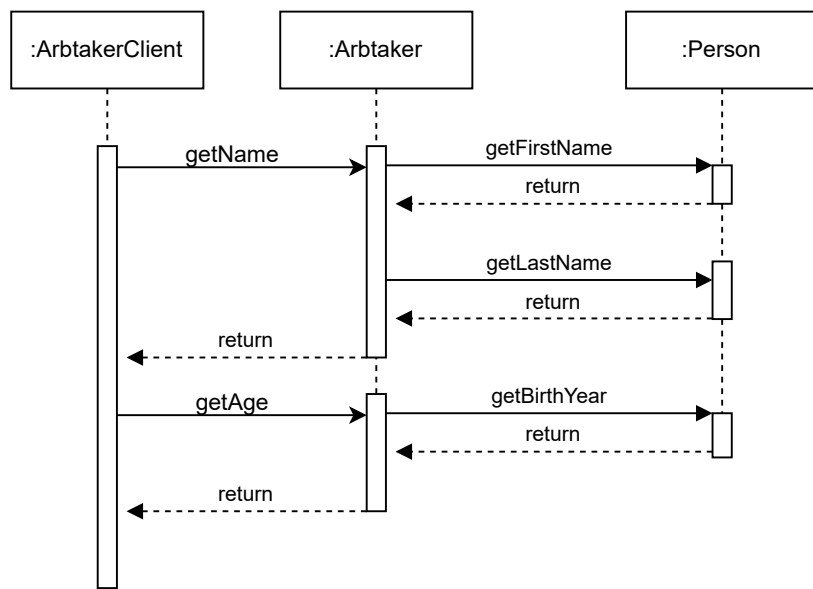 :ArbtakerClient
:Arbtaker
:Person
getName
getFirstName
return
getLastName
return
return
getAge
getBirthYear
return
return